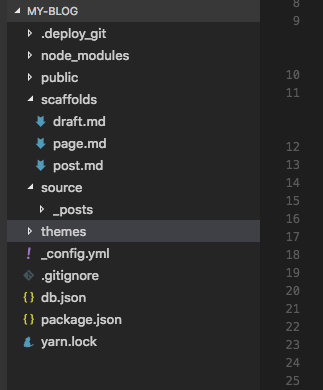 MY-BLOG
.deploy_git
node_modules
public
scaffolds
draft.md
page.md
post.md
source
_posts
themes
_config.yml
.gitignore
db.json
package.json
yarn.lock
8
9
10
11
12
13
14
15
16
17
18
19
20
21
22
23
24
25